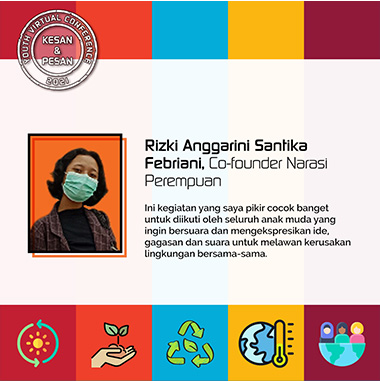 YOUTH VIRTUAL CONFERENCE
KESAN
&
PESAN
2021
Rizki Anggarini Santika
Febriani, Co-founder Narasi
Perempuan
Ini kegiatan yang saya pikir cocok banget
untuk diikuti oleh seluruh anak muda yang
ingin bersuara dan mengekspresikan ide,
gagasan dan suara untuk melawan kerusakan
lingkungan bersama-sama.